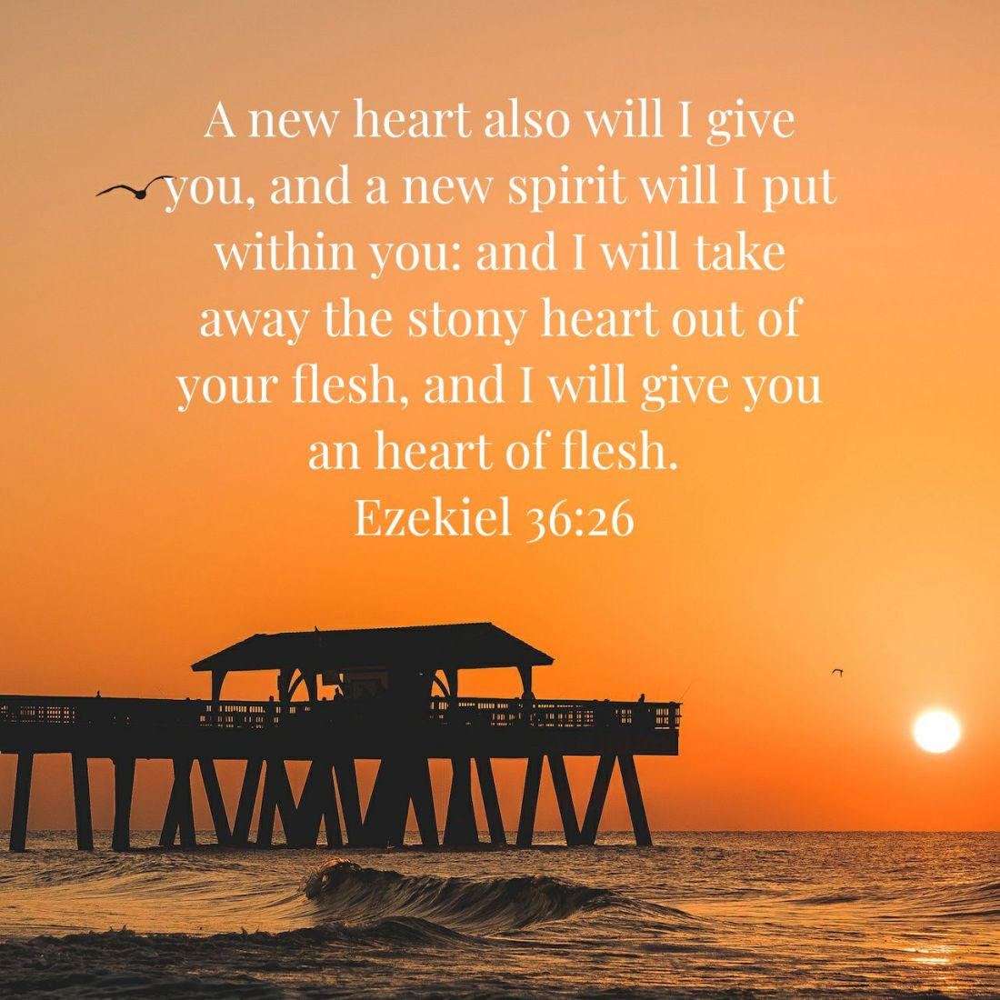 A new heart also will I give
you, and a new spirit will I put
within you: and I will take
away the stony heart out of
your flesh, and I will give you
an heart of flesh.
Ezekiel 36:26